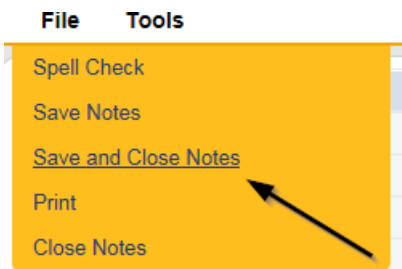 File Tools
Spell Check
Save Notes
Save and Close Notes
Print
Close Notes